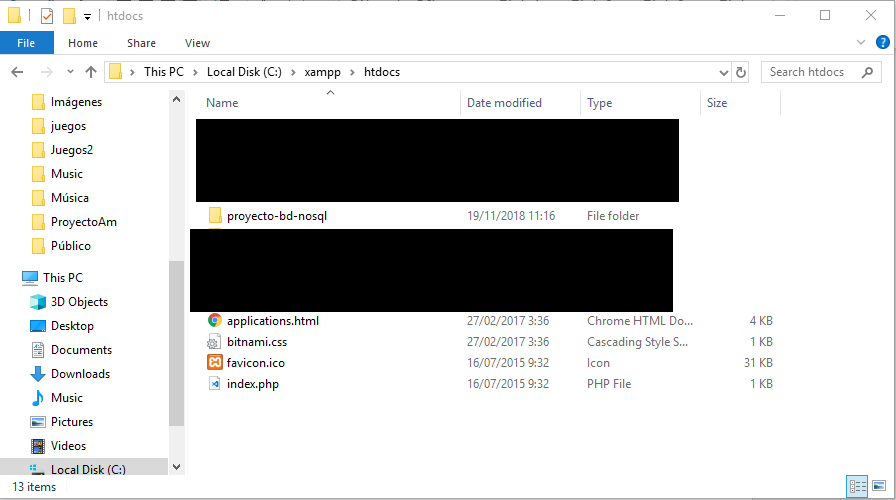 htdocs
File Home Share View
This PC Local Disk (C:) xampp htdocs Search htdocs
Name Date modified Type Size
Imágenes
juegos
Juegos2
Music
Música
ProyectoAm
Público
This PC
3D Objects
Desktop
Documents
Downloads
Music
Pictures
Videos
Local Disk (C:)
proyecto-bd-nosql 19/11/2018 11:16 File folder
applications.html 27/02/2017 3:36 Chrome HTML Do... 4 KB
bitnami.css 27/02/2017 3:36 Cascading Style S... 1 KB
favicon.ico 16/07/2015 9:32 Icon 31 KB
index.php 16/07/2015 9:32 PHP File 1 KB
13 items